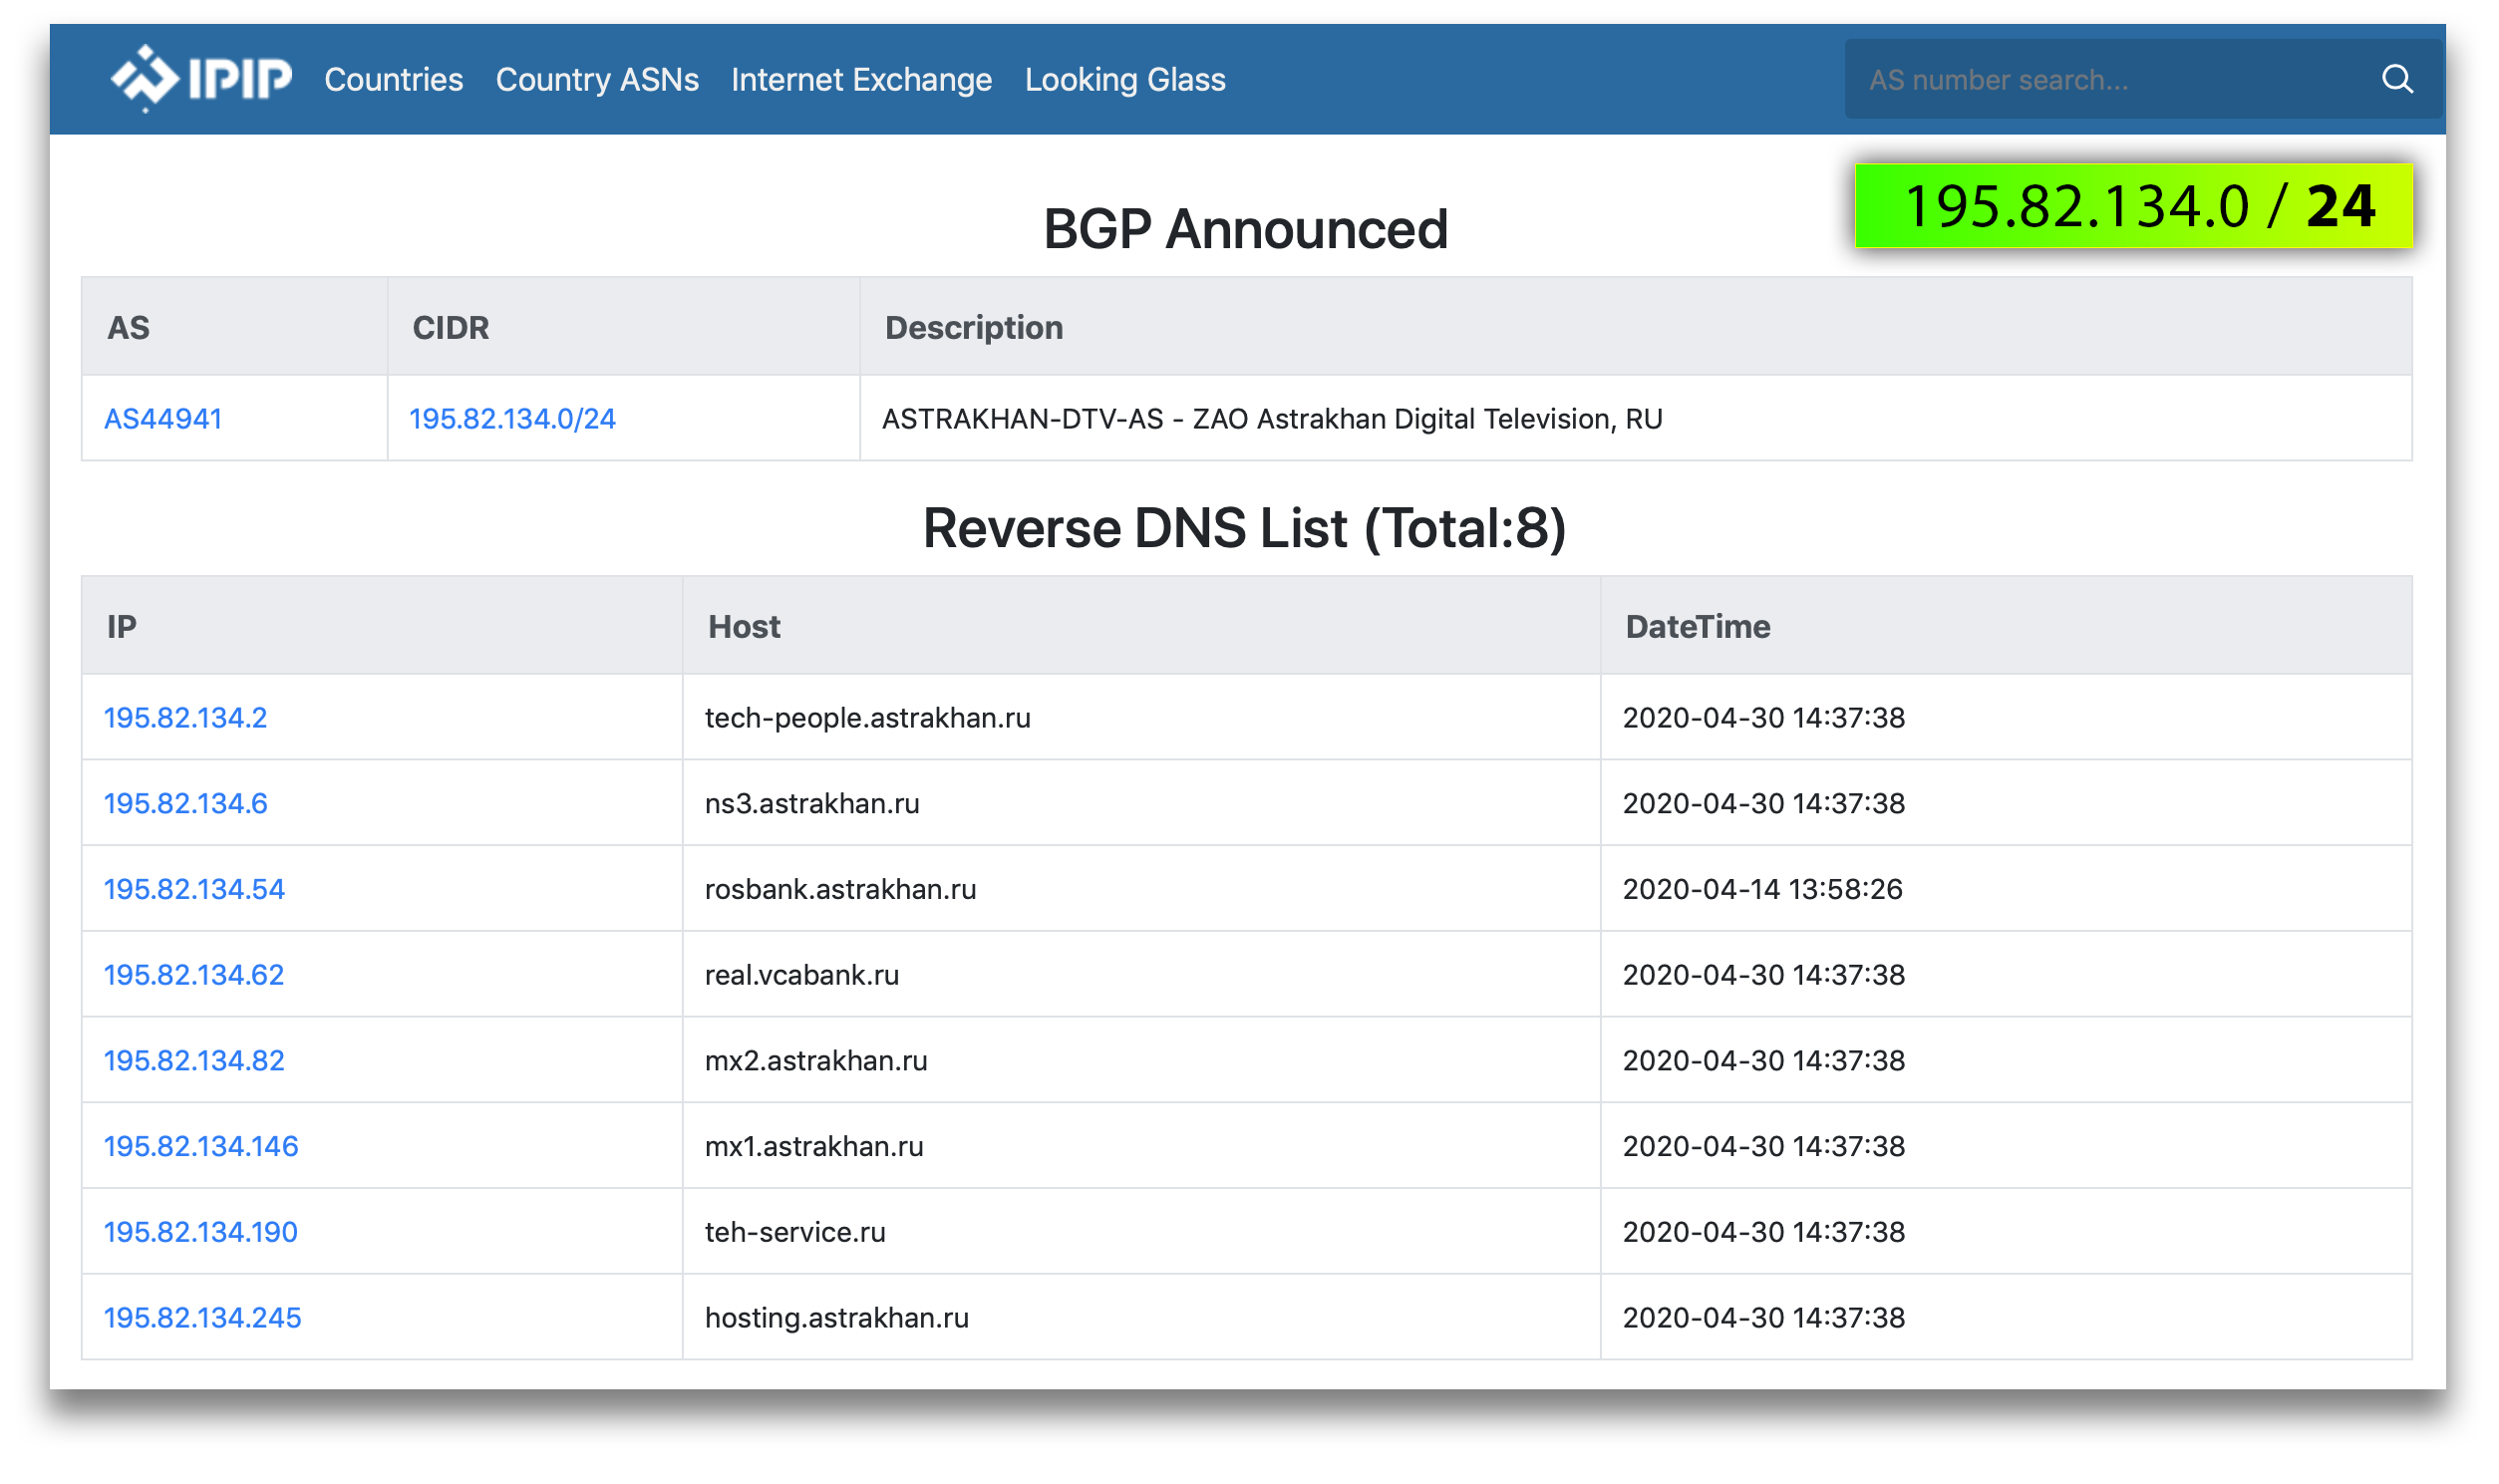 IPIP Countries Country ASNs Internet Exchange Looking Glass AS number search...
195.82.134.0 / 24
BGP Announced
AS CIDR Description
AS44941 195.82.134.0/24 ASTRAKHAN-DTV-AS - ZAO Astrakhan Digital Television, RU
Reverse DNS List (Total:8)
IP Host DateTime
195.82.134.2 tech-people.astrakhan.ru 2020-04-30 14:37:38
195.82.134.6 ns3.astrakhan.ru 2020-04-30 14:37:38
195.82.134.54 rosbank.astrakhan.ru 2020-04-14 13:58:26
195.82.134.62 real.vcabank.ru 2020-04-30 14:37:38
195.82.134.82 mx2.astrakhan.ru 2020-04-30 14:37:38
195.82.134.146 mx1.astrakhan.ru 2020-04-30 14:37:38
195.82.134.190 teh-service.ru 2020-04-30 14:37:38
195.82.134.245 hosting.astrakhan.ru 2020-04-30 14:37:38